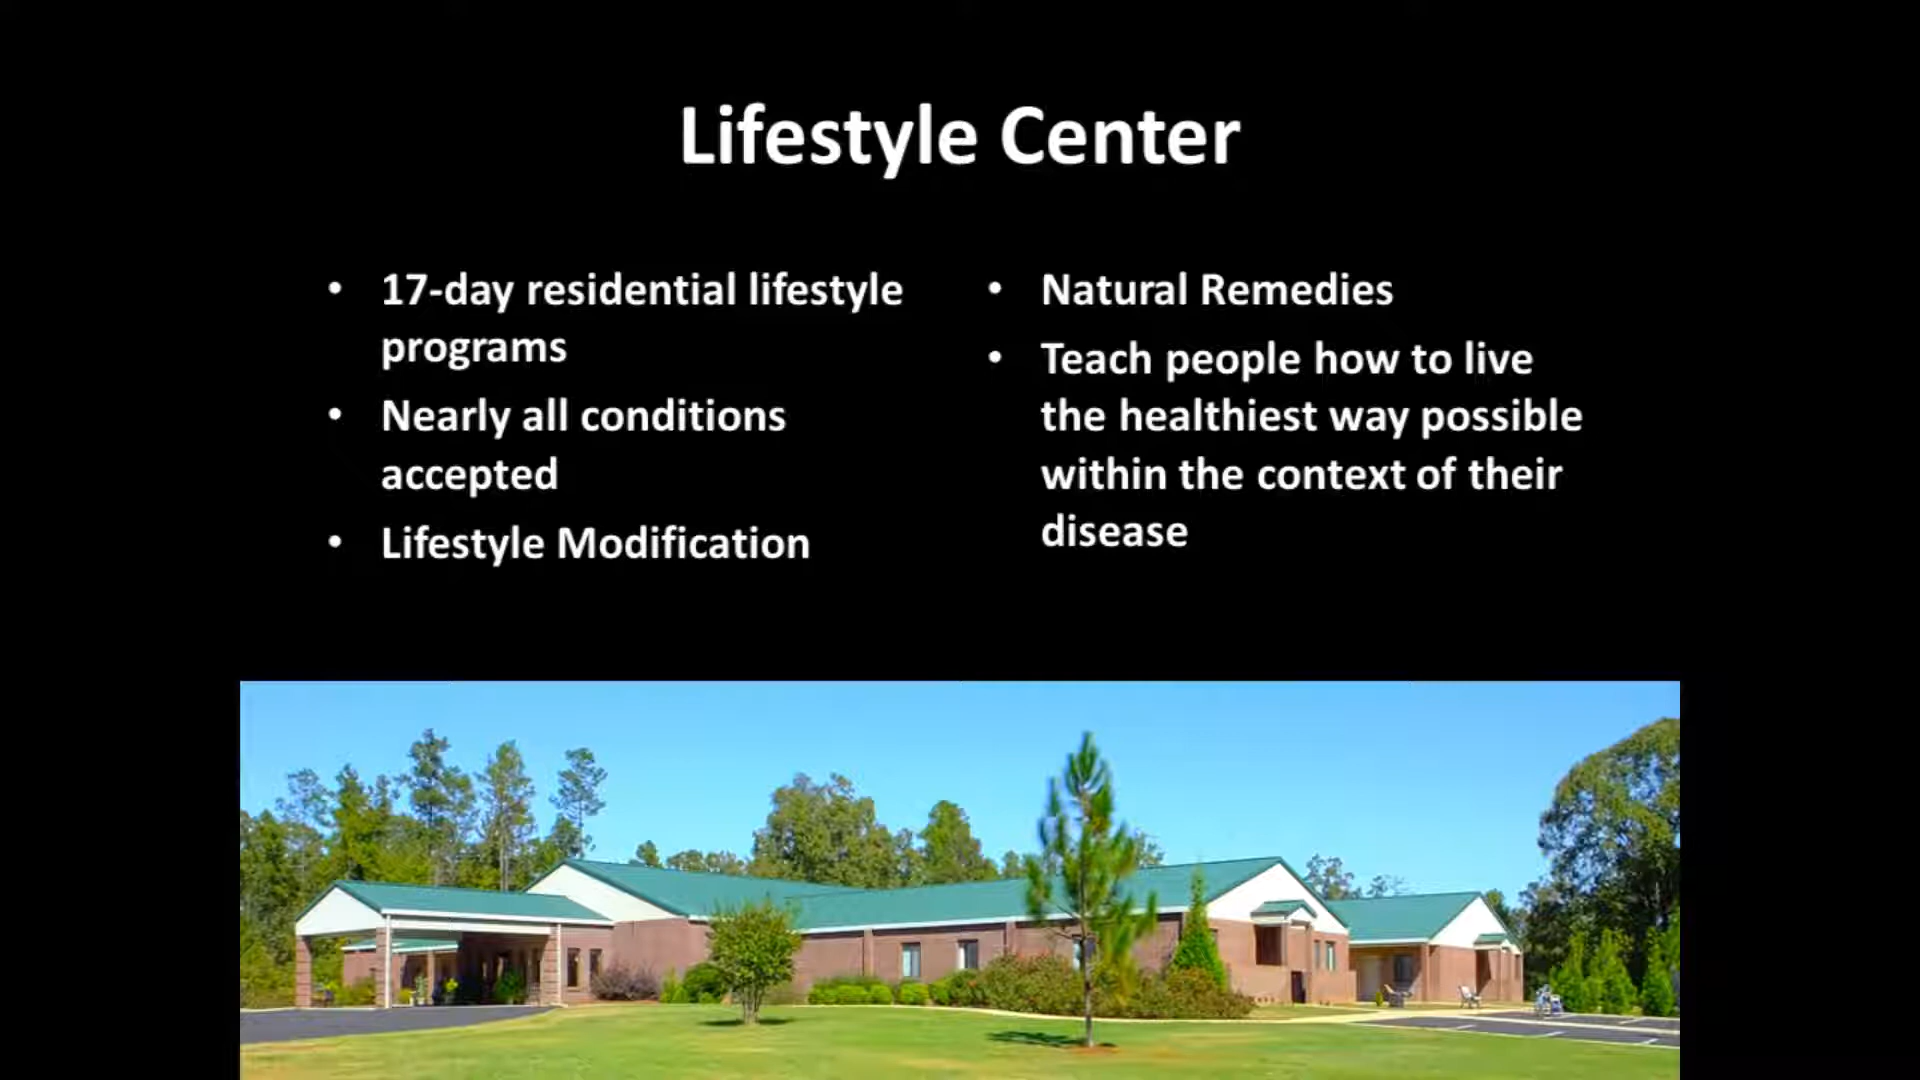 Lifestyle Center
• 17-day residential lifestyle
programs
• Nearly all conditions
accepted
• Lifestyle Modification
• Natural Remedies
• Teach people how to live
the healthiest way possible
within the context of their
disease